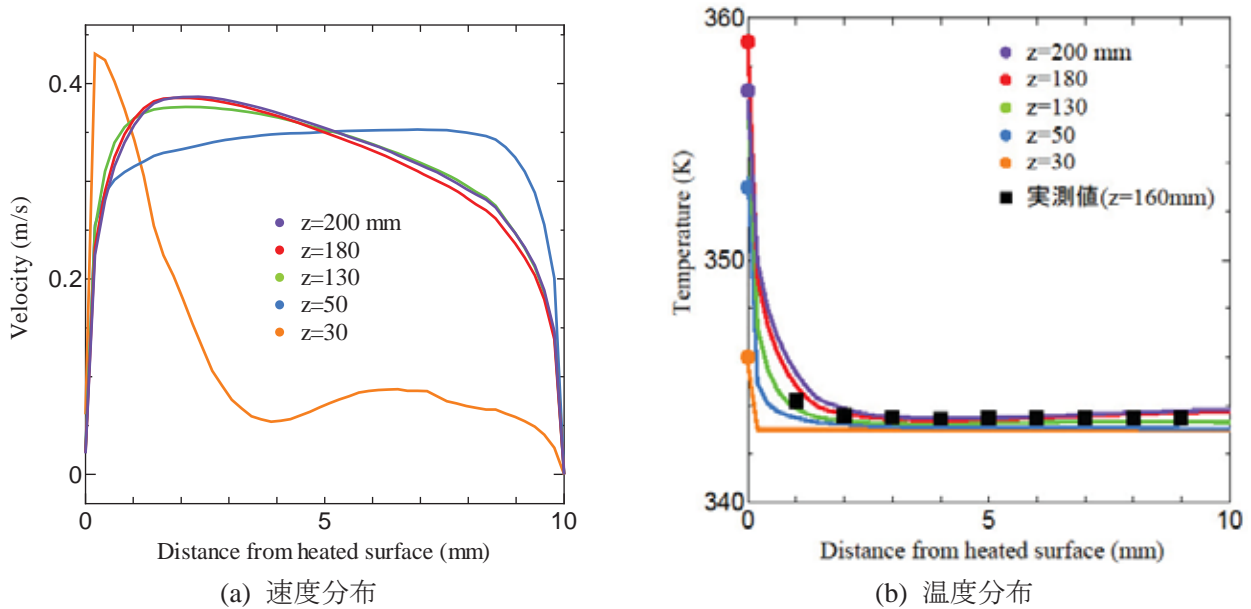 0.4
0.2
0
0
5
10
Velocity (m/s)
Distance from heated surface (mm)
z=200 mm
z=180
z=130
z=50
z=30
(a) 速度分布
360
350
340
0
5
10
Temperature (K)
Distance from heated surface (mm)
z=200 mm
z=180
z=130
z=50
z=30
実測値(z=160mm)
(b) 温度分布